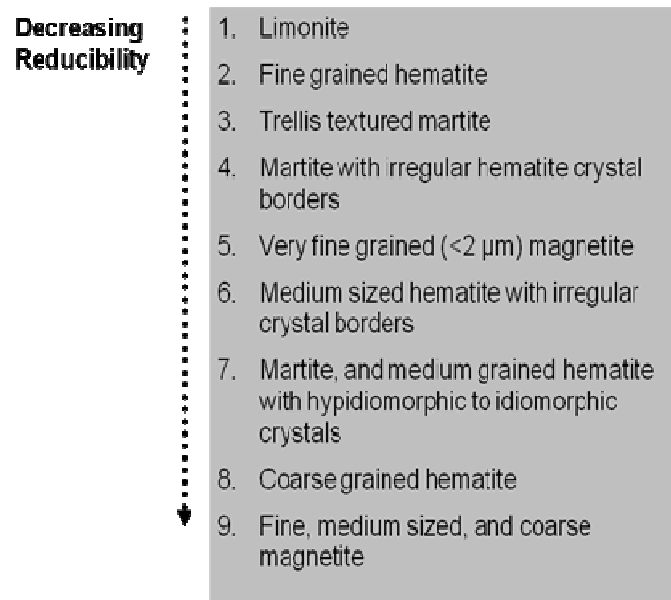 Decreasing
Reducibility
1. Limonite
2. Fine grained hematite
3. Trellis textured martite
4. Martite with irregular hematite crystal
borders
5. Very fine grained (<2 µm) magnetite
6. Medium sized hematite with irregular
crystal borders
7. Martite, and medium grained hematite
with hypidiomorphic to idiomorphic
crystals
8. Coarse grained hematite
9. Fine, medium sized, and coarse
magnetite